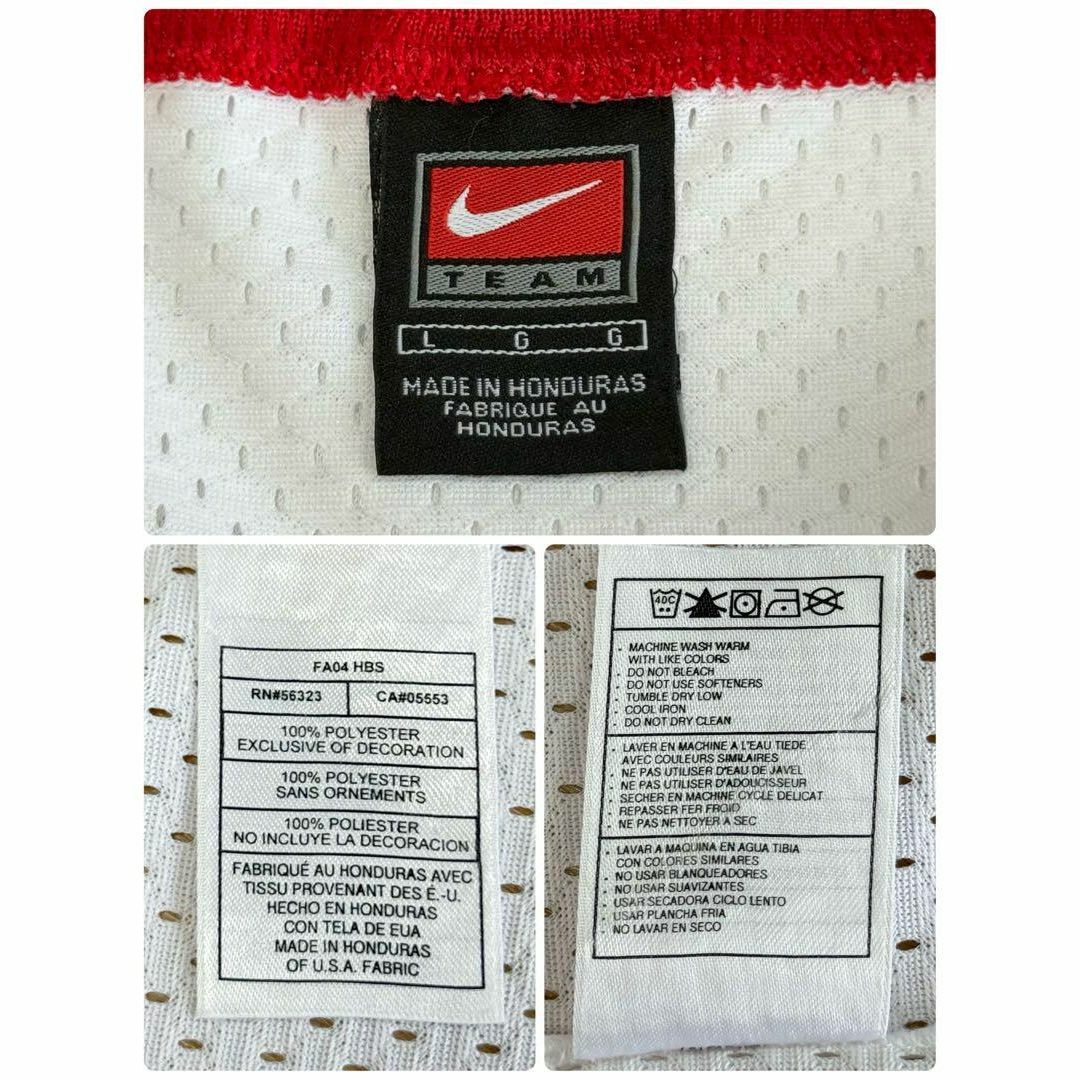 TEAM
L G G
MADE IN HONDURAS
FABRIQUE AU
HONDURAS
FA04 HBS
RN#56323 CA#05553
100% POLYESTER
EXCLUSIVE OF DECORATION
100% POLYESTER
SANS ORNEMENTS
100% POLIESTER
NO INCLUYE LA DECORACION
FABRIQUÉ AU HONDURAS AVEC
TISSU PROVENANT DES É.-U.
HECHO EN HONDURAS
CON TELA DE EUA
MADE IN HONDURAS
OF U.S.A. FABRIC
40C
. MACHINE WASH WARM
WITH LIKE COLORS
. DO NOT BLEACH
. DO NOT USE SOFTENERS
. TUMBLE DRY LOW
. COOL IRON
. DO NOT DRY CLEAN
. LAVER EN MACHINE A L'EAU TIEDE
AVEC COULEURS SIMILAIRES
. NE PAS UTILISER D'EAU DE JAVEL
. NE PAS UTILISER D'ADOUCISSEUR
. SECHER EN MACHINE CYCLE DELICAT
. REPASSER FER FROID
. NE PAS NETTOYER A SEC
. LAVAR A MAQUINA EN AGUA TIBIA
CON COLORES SIMILARES
. NO USAR BLANQUEADORES
. NO USAR SUAVIZANTES
. USAR SECADORA CICLO LENTO
. USAR PLANCHA FRIA
. NO LAVAR EN SECO